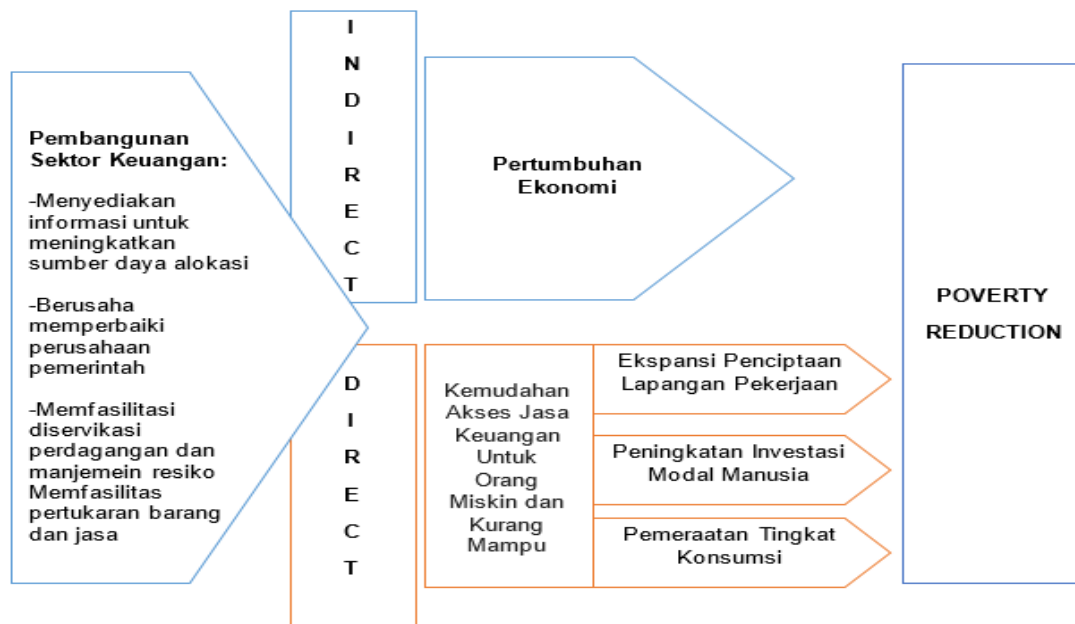 Pembangunan
Sektor Keuangan:
-Menyediakan
informasi untuk
meningkatkan
sumber daya alokasi
-Berusaha
memperbaiki
perusahaan
pemerintah
-Memfasilitasi
diservikasi
perdagangan dan
manjemein resiko
Memfasilitas
pertukaran barang
dan jasa
I
N
D
I
R
E
C
T
Pertumbuhan
Ekonomi
D
I
R
E
C
T
Kemudahan
Akses Jasa
Keuangan
Untuk
Orang
Miskin dan
Kurang
Mampu
Ekspansi Penciptaan
Lapangan Pekerjaan
Peningkatan Investasi
Modal Manusia
Pemeraatan Tingkat
Konsumsi
POVERTY
REDUCTION